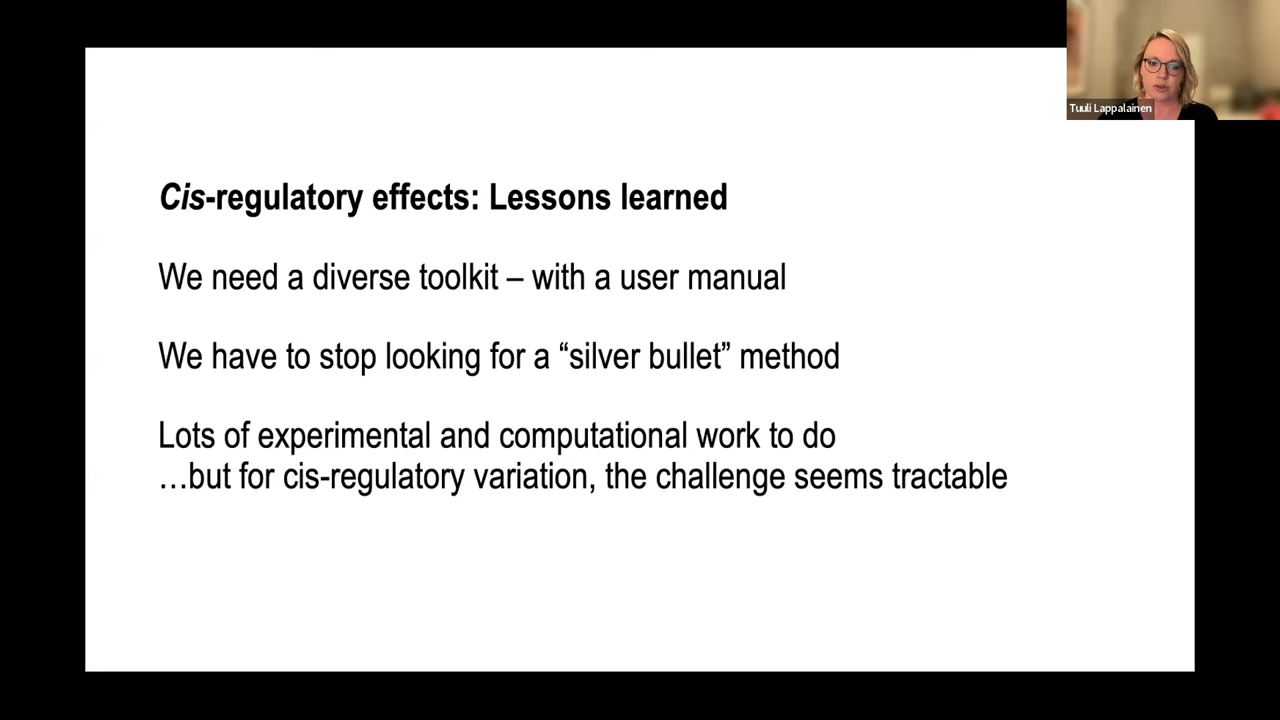 Tuuli Lappalainen
Cis-regulatory effects: Lessons learned
We need a diverse toolkit – with a user manual
We have to stop looking for a “silver bullet” method
Lots of experimental and computational work to do
…but for cis-regulatory variation, the challenge seems tractable